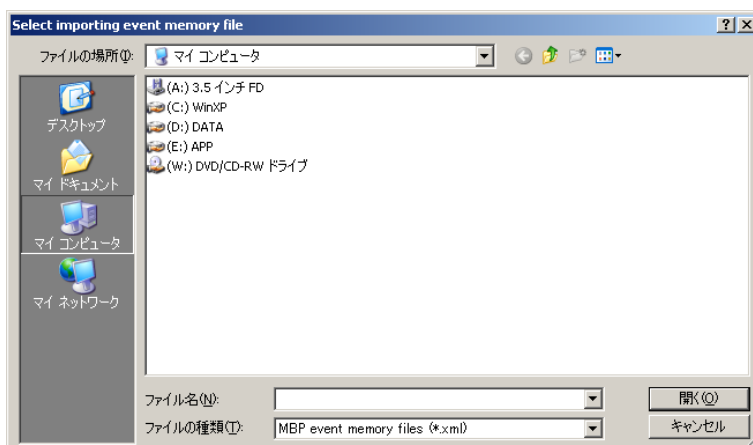 Select importing event memory file
ファイルの場所(I):
マイ コンピュータ
(A:) 3.5 インチ FD
(C:) WinXP
(D:) DATA
(E:) APP
(W:) DVD/CD-RW ドライブ
デスクトップ
マイ ドキュメント
マイ コンピュータ
マイ ネットワーク
ファイル名(N):
開く(O)
ファイルの種類(T):
MBP event memory files (*.xml)
キャンセル